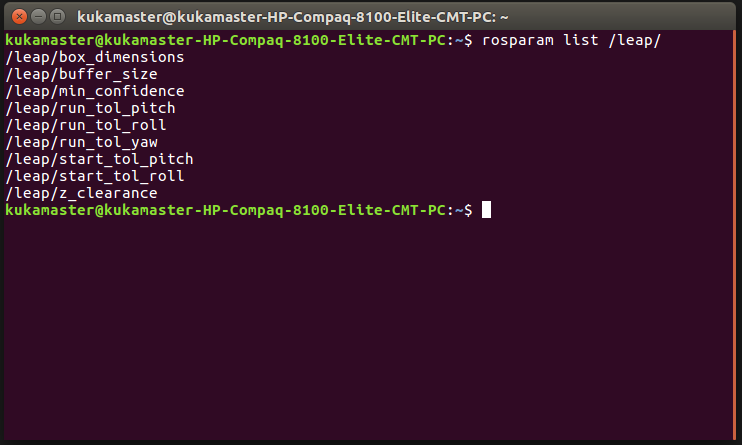 kukamaster@kukamaster-HP-Compaq-8100-Elite-CMT-PC: ~
kukamaster@kukamaster-HP-Compaq-8100-Elite-CMT-PC:~$ rosparam list /leap/
/leap/box_dimensions
/leap/buffer_size
/leap/min_confidence
/leap/run_tol_pitch
/leap/run_tol_roll
/leap/run_tol_yaw
/leap/start_tol_pitch
/leap/start_tol_roll
/leap/z_clearance
kukamaster@kukamaster-HP-Compaq-8100-Elite-CMT-PC:~$